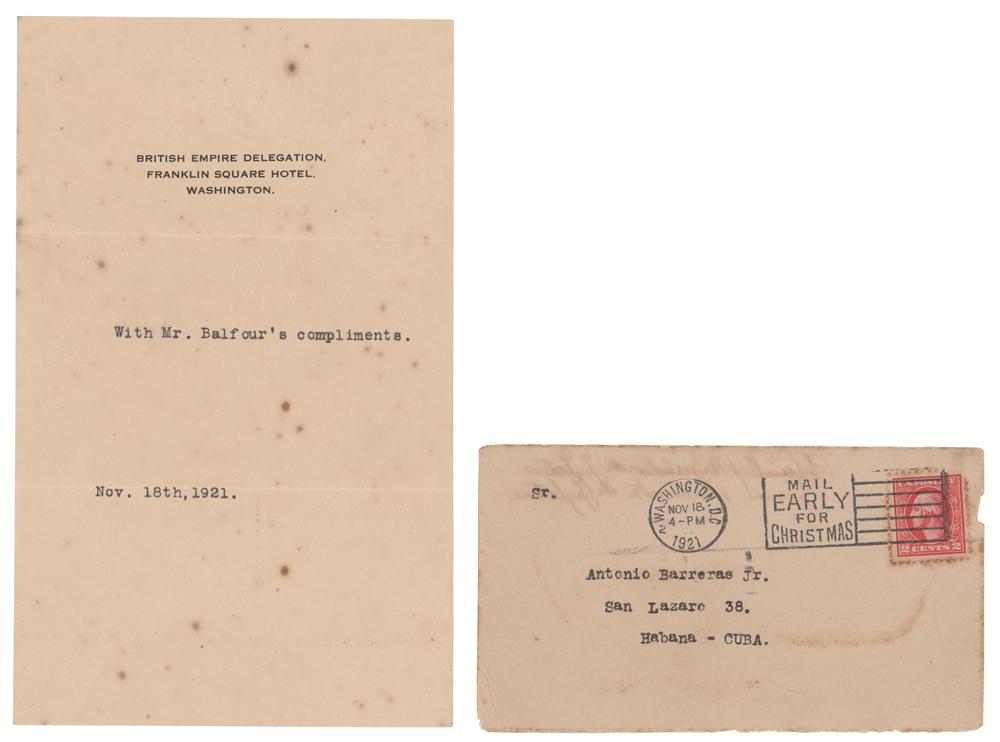 BRITISH EMPIRE DELEGATION,
FRANKLIN SQUARE HOTEL.
WASHINGTON.
With Mr. Balfour's compliments.
Nov. 18th,1921.
Sr.
WASHINGTON, D.C.
NOV 18
4-PM
1921
2
MAIL
EARLY
FOR
CHRISTMAS
U.S. POSTAGE
2 CENTS 2
Antonio Barreras Jr.
San Lazaro 38.
Habana - CUBA.